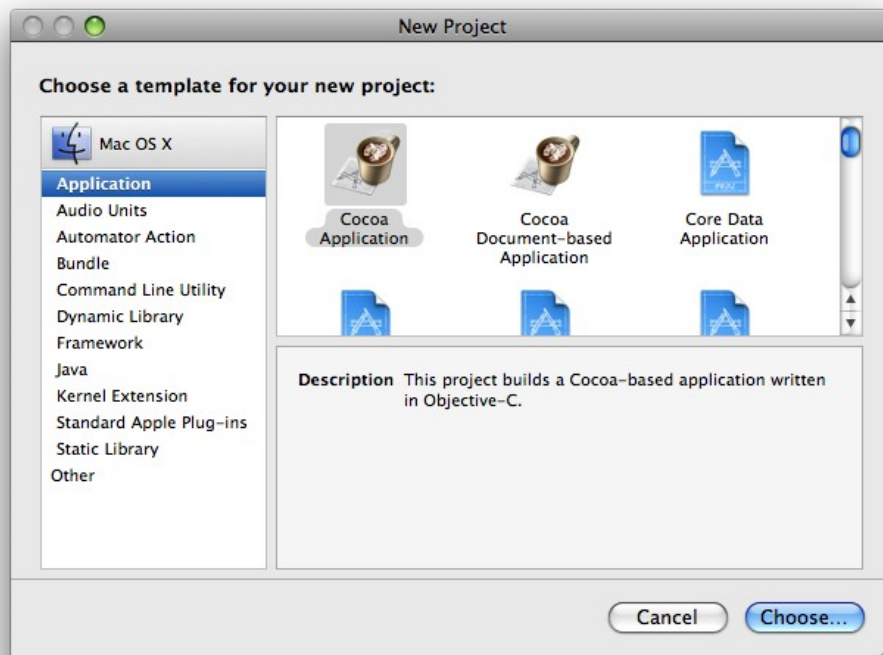 New Project
Choose a template for your new project:
Mac OS X
Application
Audio Units
Automator Action
Bundle
Command Line Utility
Dynamic Library
Framework
Java
Kernel Extension
Standard Apple Plug-ins
Static Library
Other
Cocoa
Application
Cocoa
Document-based
Application
Core Data
Application
Description This project builds a Cocoa-based application written
in Objective-C.
Cancel
Choose...